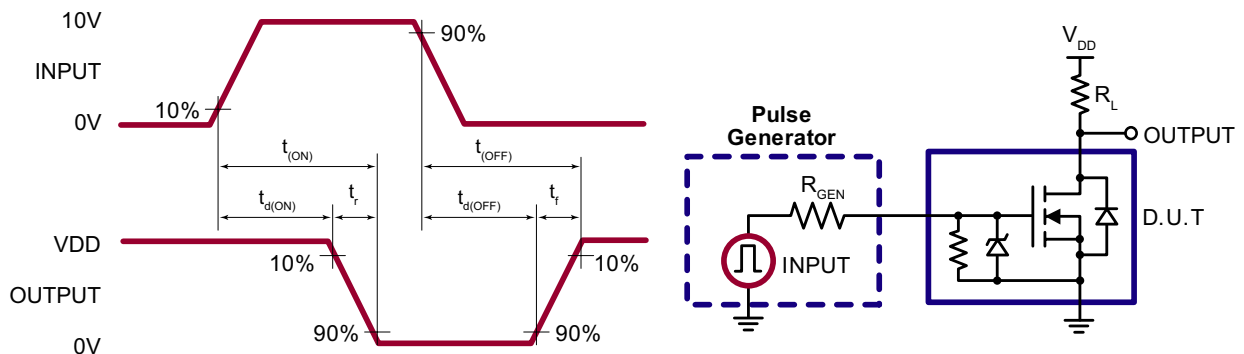 10V
INPUT
0V
10%
90%
t(ON)
t(OFF)
td(ON)
tr
td(OFF)
tf
VDD
OUTPUT
0V
10%
90%
10%
90%
Pulse
Generator
RGEN
INPUT
VDD
RL
OUTPUT
D.U.T